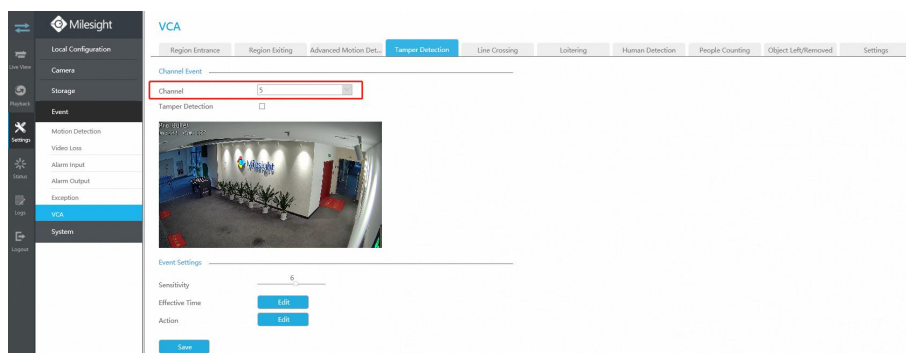 Milesight
VCA
Local Configuration
Region Entrance
Region Exiting
Advanced Motion Det...
Tamper Detection
Line Crossing
Loitering
Human Detection
People Counting
Object Left/Removed
Settings
Live View
Camera
Channel Event
Storage
Channel
5
Playback
Tamper Detection
Event
Settings
Motion Detection
Video Loss
Milesight
Alarm Input
Status
Alarm Output
Exception
Logs
VCA
System
Logout
Event Settings
Sensitivity
6
Effective Time
Edit
Action
Edit
Save